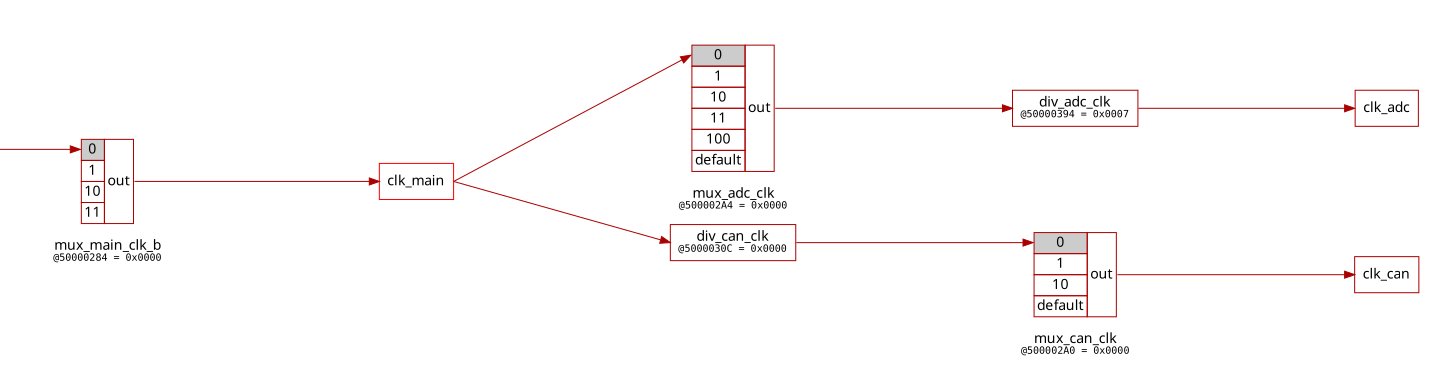 0
1
10
11
out
mux_main_clk_b
@50000284 = 0x0000
clk_main
0
1
10
11
100
default
out
mux_adc_clk
@500002A4 = 0x0000
div_can_clk
@5000030C = 0x0000
div_adc_clk
@50000394 = 0x0007
clk_adc
0
1
10
default
out
mux_can_clk
@500002A0 = 0x0000
clk_can